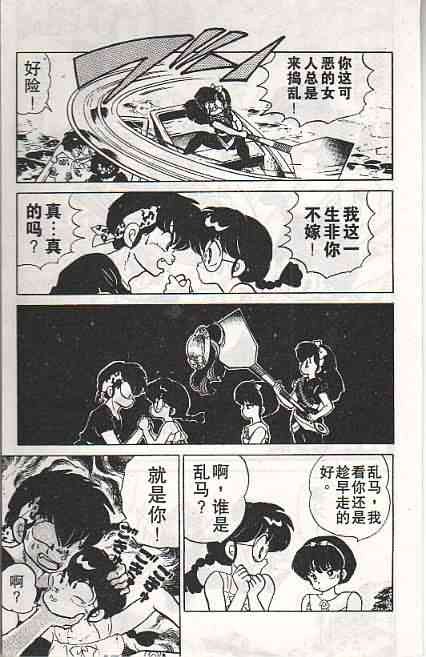 你这可
恶的女
人总是
来捣乱！
好险！
我这一
生非你
不嫁！
真…真
的吗？
乱马，我
看你还是
趁早走的
好。
啊，谁是
乱马？
就是你！
啊？